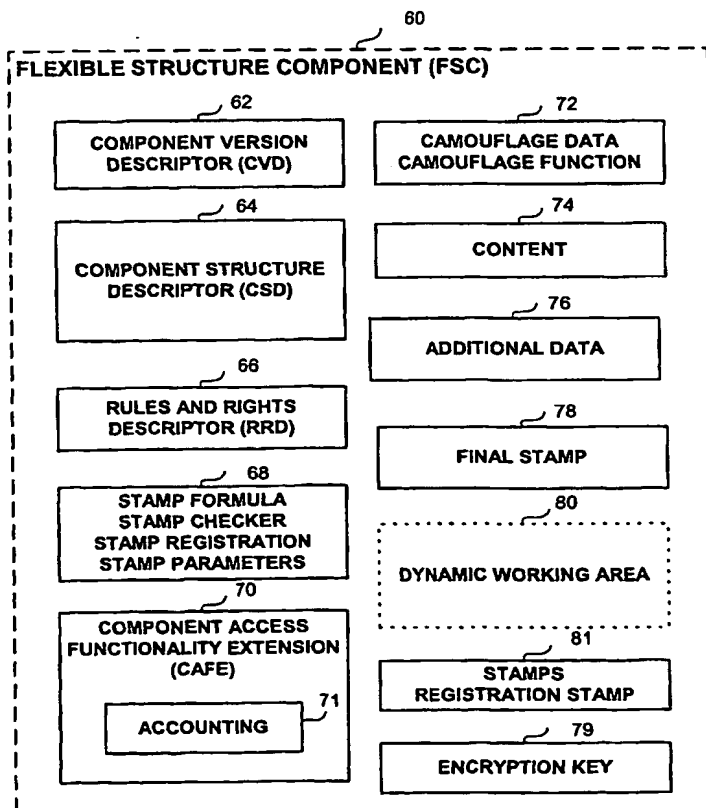 60
FLEXIBLE STRUCTURE COMPONENT (FSC)
62
COMPONENT VERSION
DESCRIPTOR (CVD)
64
COMPONENT STRUCTURE
DESCRIPTOR (CSD)
66
RULES AND RIGHTS
DESCRIPTOR (RRD)
68
STAMP FORMULA
STAMP CHECKER
STAMP REGISTRATION
STAMP PARAMETERS
70
COMPONENT ACCESS
FUNCTIONALITY EXTENSION
(CAFE)
71
ACCOUNTING
72
CAMOUFLAGE DATA
CAMOUFLAGE FUNCTION
74
CONTENT
76
ADDITIONAL DATA
78
FINAL STAMP
80
DYNAMIC WORKING AREA
81
STAMPS
REGISTRATION STAMP
79
ENCRYPTION KEY